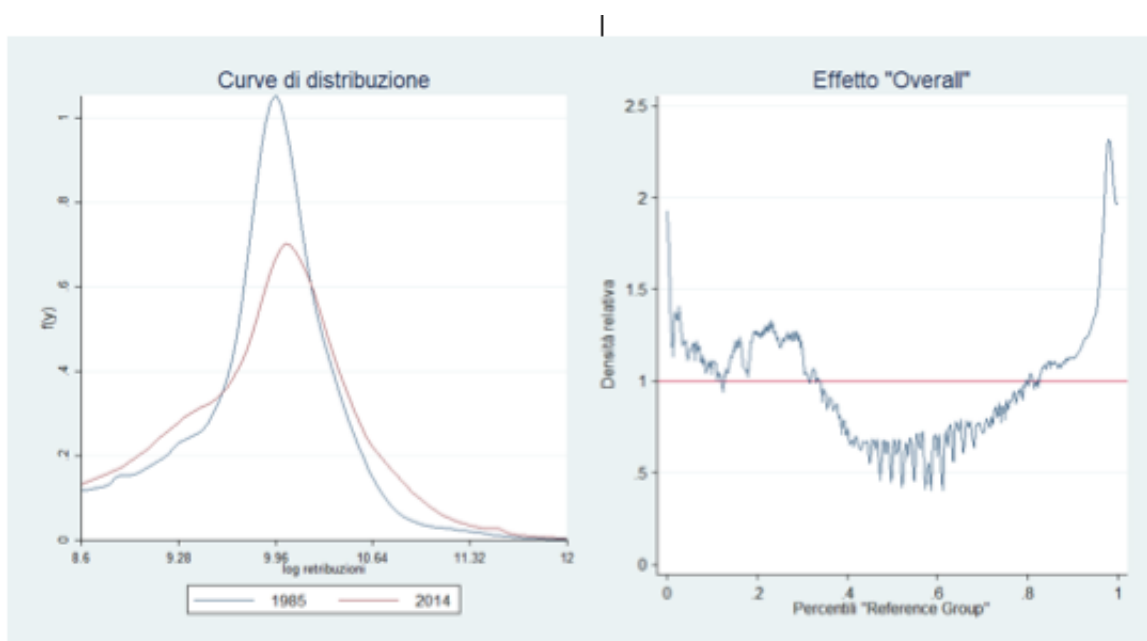 Curve di distribuzione
f(y)
1
.8
.6
.4
.2
0
8.6 9.28 9.96 10.64 11.32 12
log retribuzioni
1985 2014
Effetto "Overall"
Densità relativa
2.5
2
1.5
1
.5
0
0 .2 .4 .6 .8 1
Percentili "Reference Group"